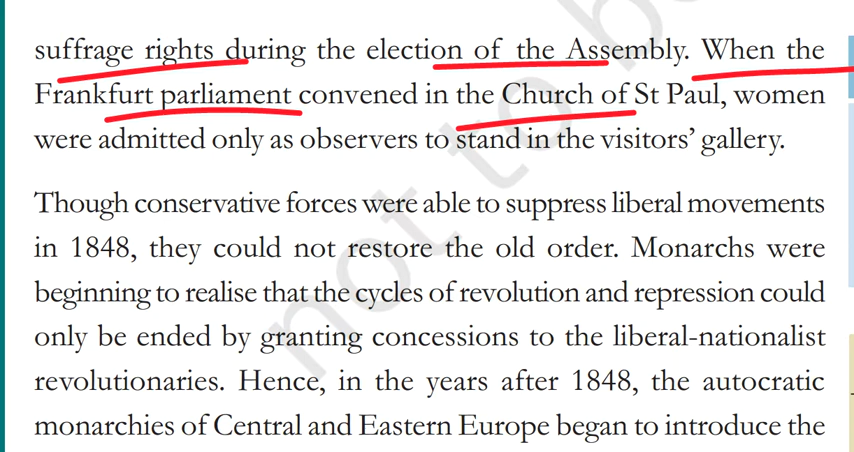 suffrage rights during the election of the Assembly. When the
Frankfurt parliament convened in the Church of St Paul, women
were admitted only as observers to stand in the visitors’ gallery.
Though conservative forces were able to suppress liberal movements
in 1848, they could not restore the old order. Monarchs were
beginning to realise that the cycles of revolution and repression could
only be ended by granting concessions to the liberal-nationalist
revolutionaries. Hence, in the years after 1848, the autocratic
monarchies of Central and Eastern Europe began to introduce the
not to be